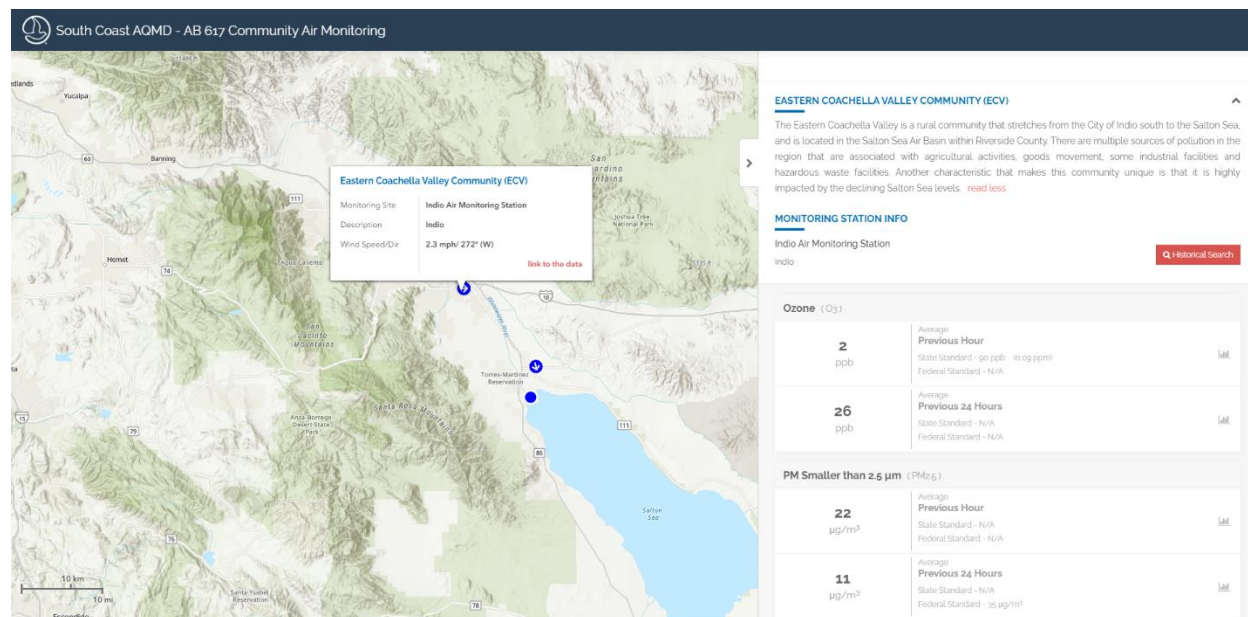 South Coast AQMD - AB 617 Community Air Monitoring
Yucaipa
60
Banning
San
Joshua Tree
National Park
111
Agua Caliente
Hemet
74
10
San
Jacinto
Mountains
Torres-Martinez
Reservation
Santa Rosa Mountains
Anza-Borrego
Desert State
Park
15
79
111
86
Salton
Sea
76
10 km
10 mi
Santa Ysabel
Reservation
78
Escondido
Eastern Coachella Valley Community (ECV)
Monitoring Site Indio Air Monitoring Station
Description Indio
Wind Speed/Dir 2.3 mph/ 272° (W)
link to the data
EASTERN COACHELLA VALLEY COMMUNITY (ECV)
The Eastern Coachella Valley is a rural community that stretches from the City of Indio south to the Salton Sea,
and is located in the Salton Sea Air Basin within Riverside County. There are multiple sources of pollution in the
region that are associated with agricultural activities, goods movement, some industrial facilities and
hazardous waste facilities. Another characteristic that makes this community unique is that it is highly
impacted by the declining Salton Sea levels. read less
MONITORING STATION INFO
Indio Air Monitoring Station
indio
Historical Search
Ozone (O3)
2
ppb
Average
Previous Hour
State Standard - 90 ppb (0.09 ppm)
Federal Standard - N/A
26
ppb
Average
Previous 24 Hours
State Standard - N/A
Federal Standard - N/A
PM Smaller than 2.5 µm (PM2.5)
22
µg/m³
Average
Previous Hour
State Standard - N/A
Federal Standard - N/A
11
µg/m³
Average
Previous 24 Hours
State Standard - N/A
Federal Standard - 35 µg/m³